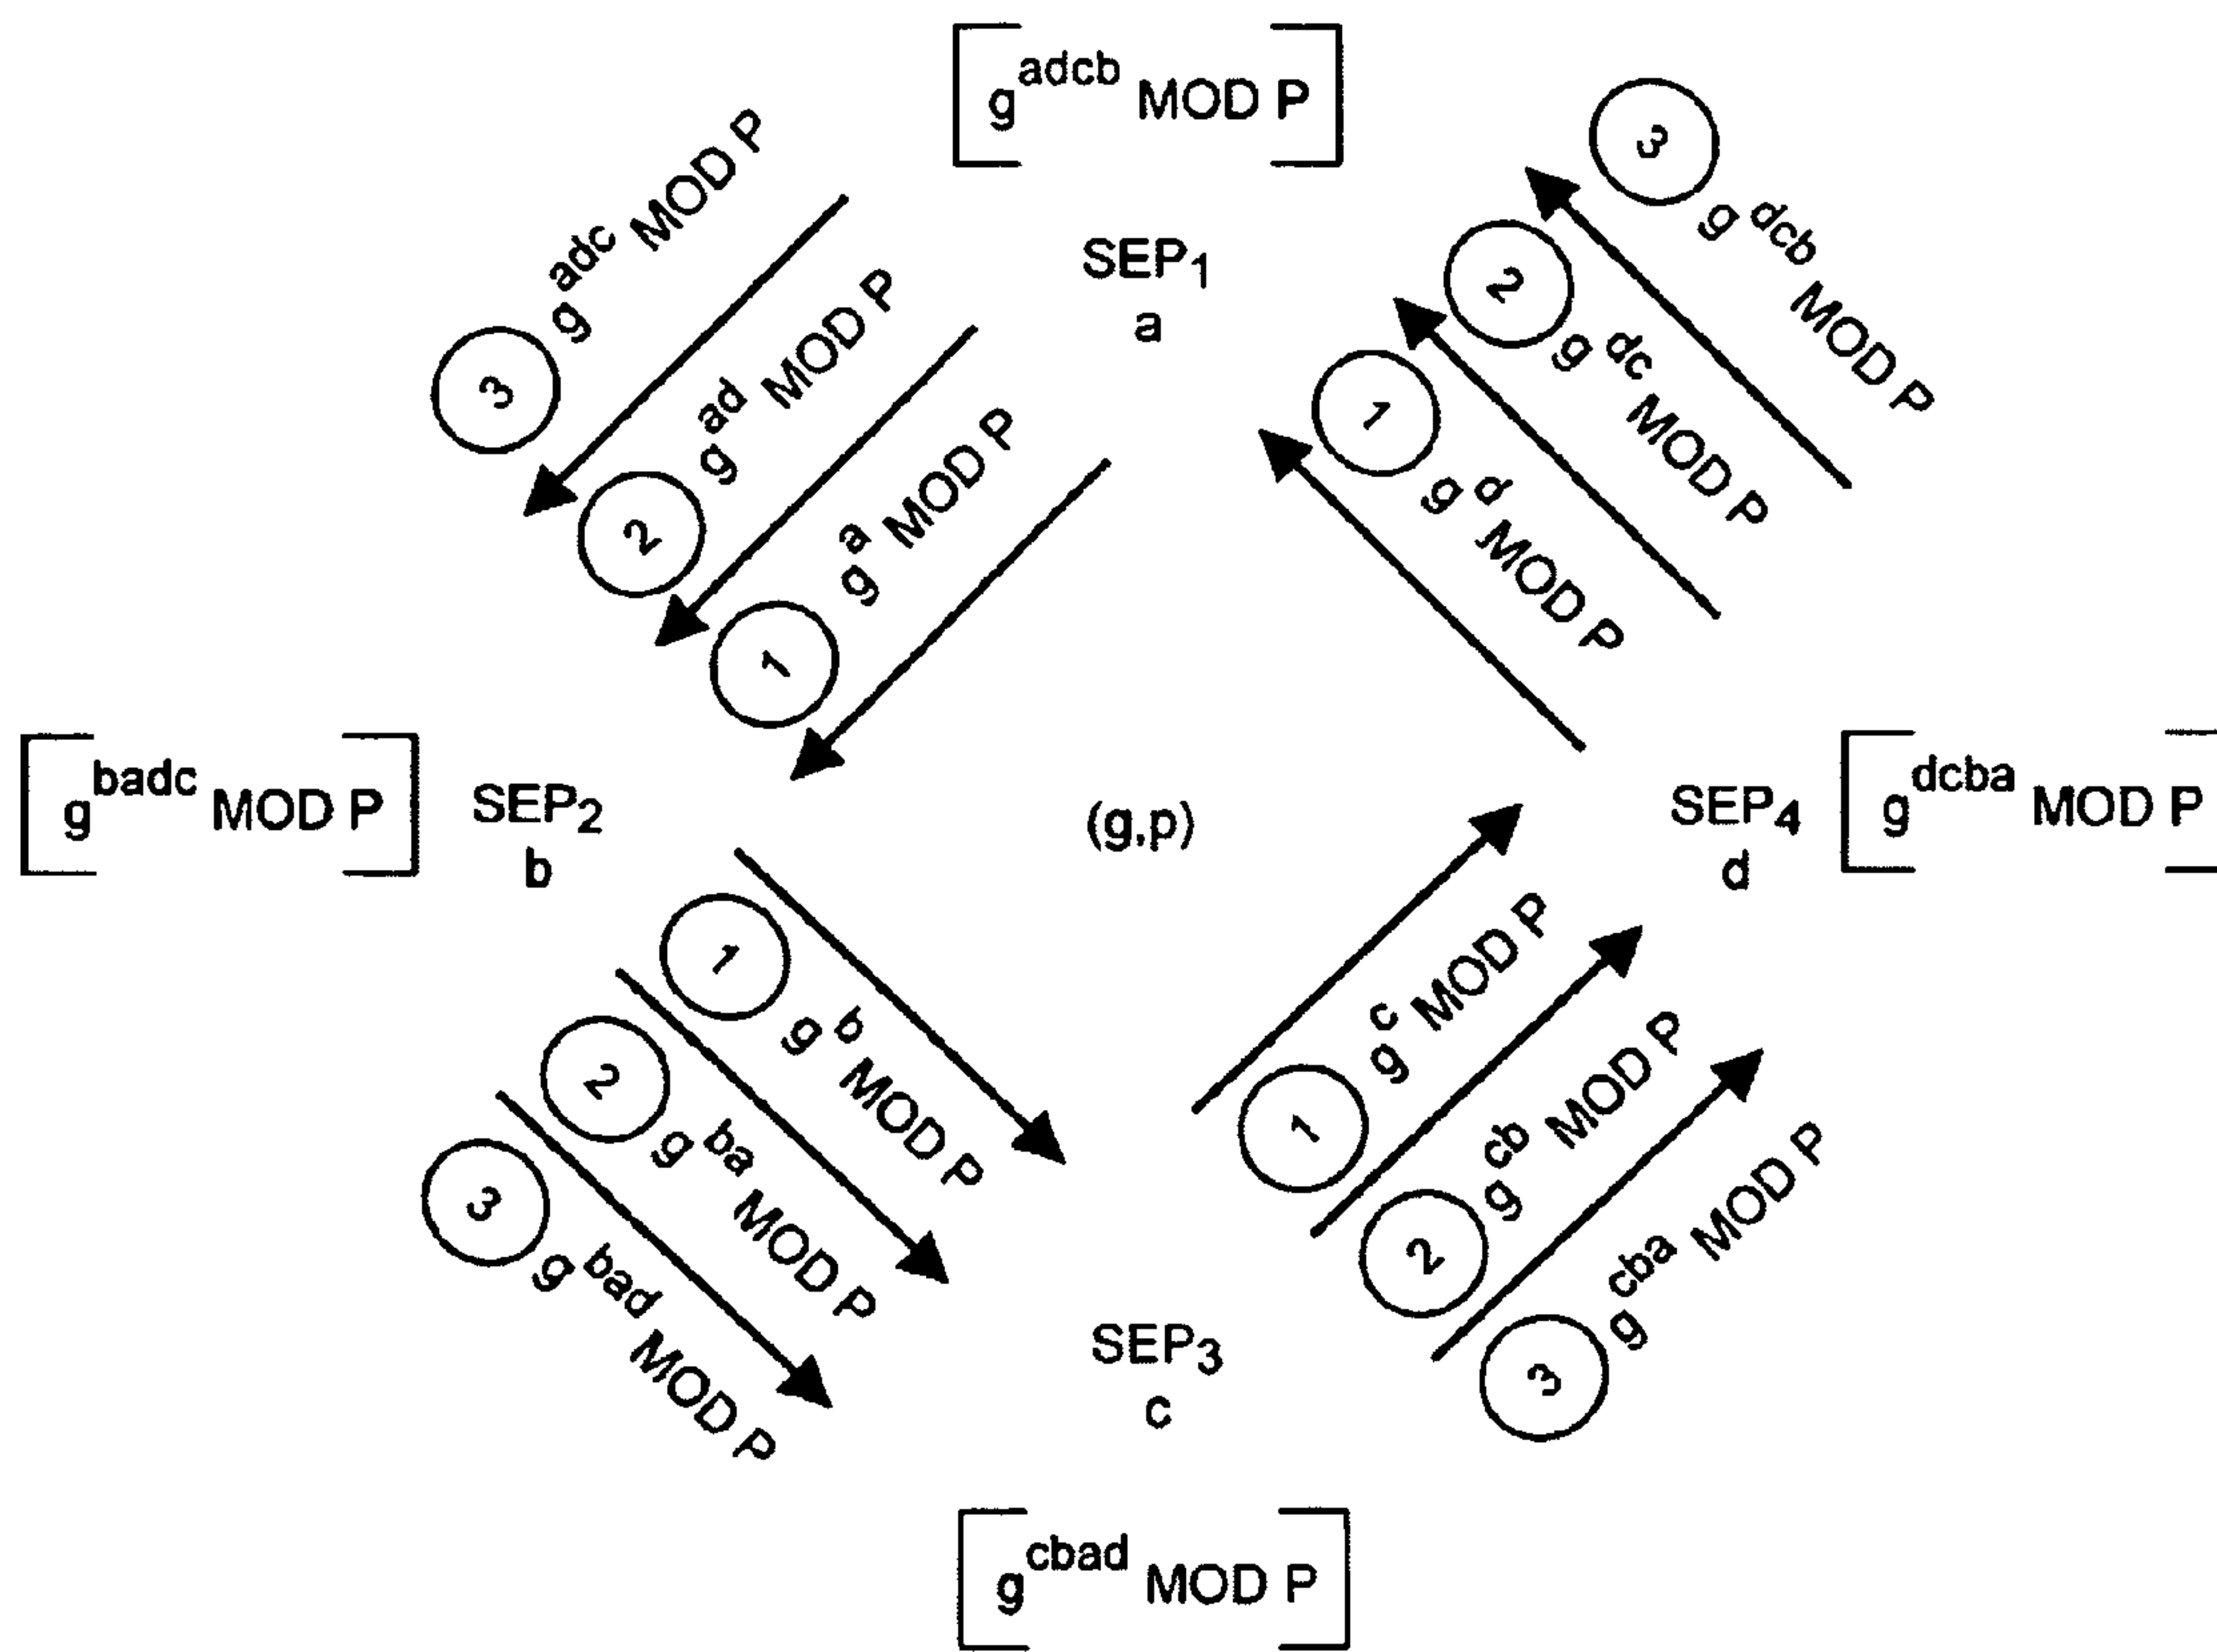 [g^adcb MOD P]
SEP₁
a
3 g^adc MOD P
2 g^ad MOD P
1 g^a MOD P
3 g^dcb MOD P
2 g^dc MOD P
1 g^d MOD P
[g^badc MOD P]
SEP₂
b
(g,p)
SEP₄
d
[g^dcba MOD P]
1 g^b MOD P
2 g^ba MOD P
3 g^bad MOD P
1 g^c MOD P
2 g^cb MOD P
3 g^cba MOD P
SEP₃
c
[g^cbad MOD P]